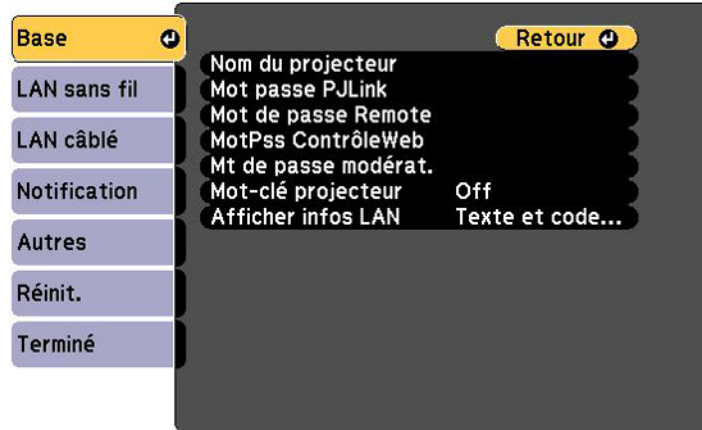 Base
LAN sans fil
LAN câblé
Notification
Autres
Réinit.
Terminé
Retour
Nom du projecteur
Mot passe PJLink
Mot de passe Remote
MotPss ContrôleWeb
Mt de passe modérat.
Mot-clé projecteur Off
Afficher infos LAN Texte et code...